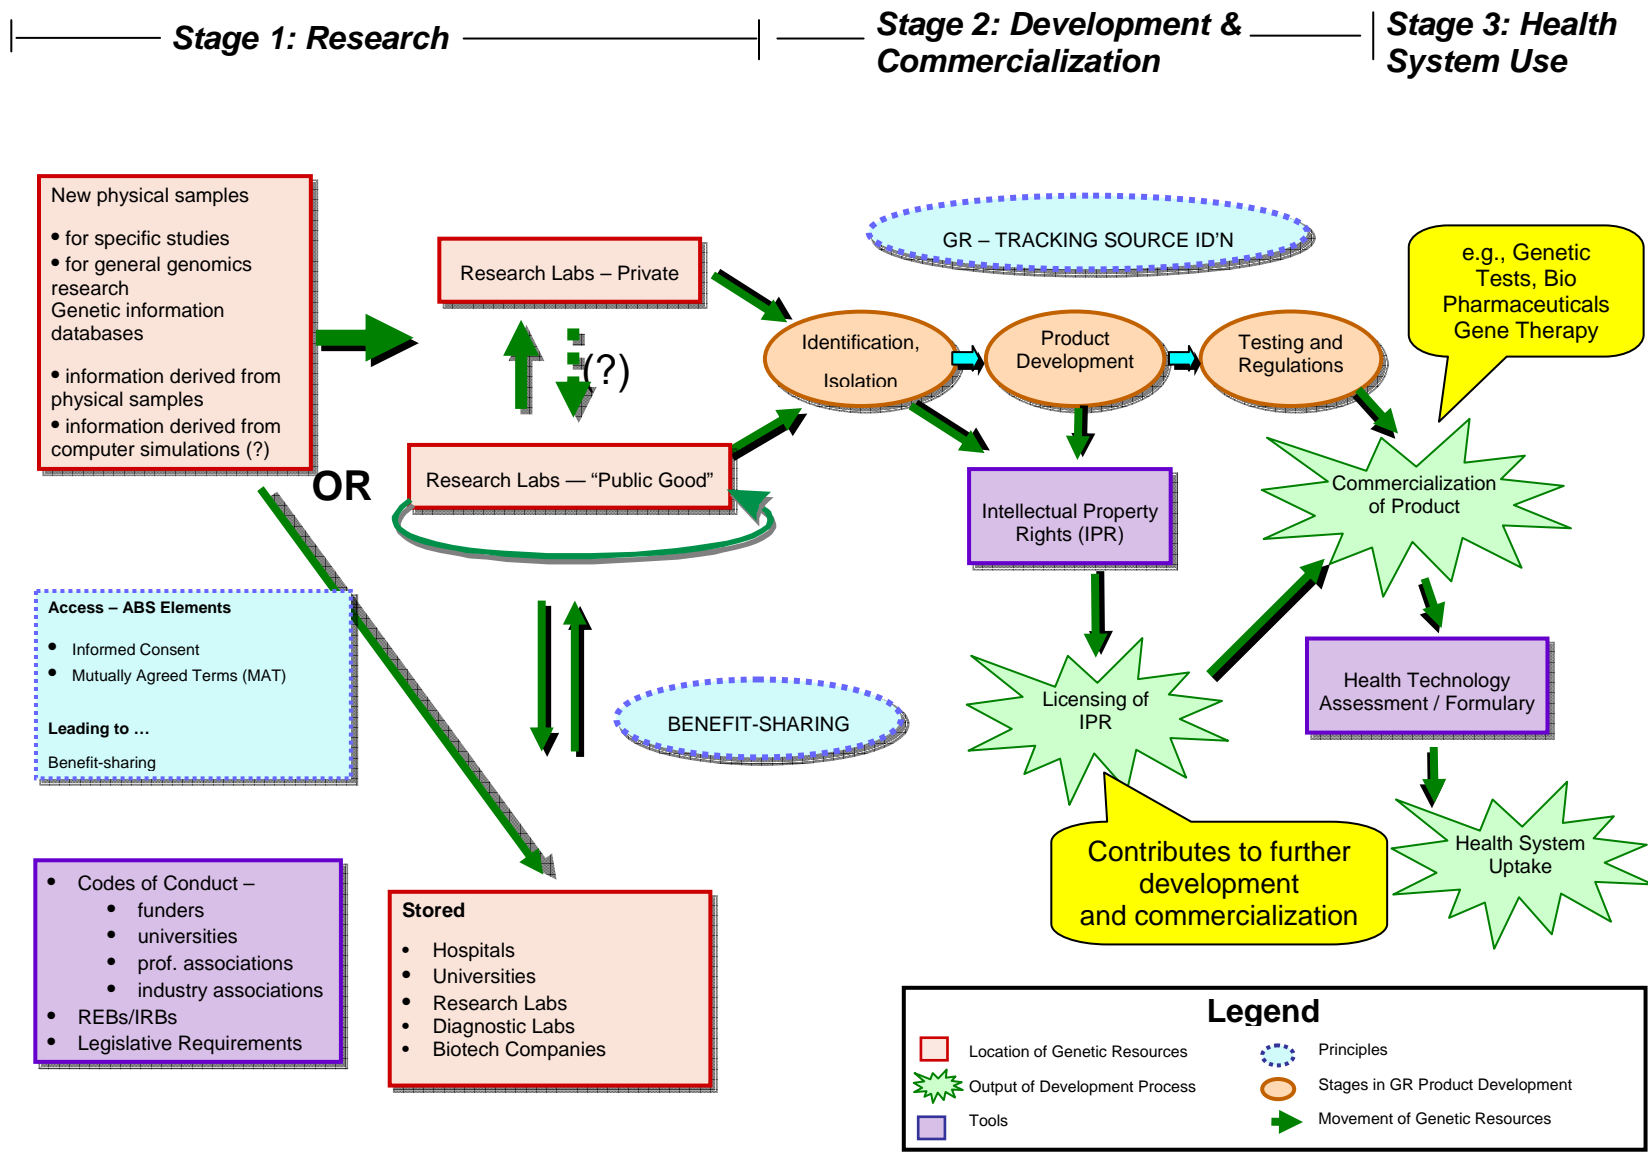 Stage 1: Research
Stage 2: Development &
Commercialization
Stage 3: Health
System Use
New physical samples
• for specific studies
• for general genomics
research
Genetic information
databases
• information derived from
physical samples
• information derived from
computer simulations (?)
OR
Research Labs – Private
(?)
Research Labs — “Public Good”
GR – TRACKING SOURCE ID’N
Identification,
Isolation
Product
Development
Testing and
Regulations
e.g., Genetic
Tests, Bio
Pharmaceuticals
Gene Therapy
Intellectual Property
Rights (IPR)
Commercialization
of Product
Access – ABS Elements
• Informed Consent
• Mutually Agreed Terms (MAT)
Leading to …
Benefit-sharing
BENEFIT-SHARING
Licensing of
IPR
Health Technology
Assessment / Formulary
Contributes to further
development
and commercialization
Health System
Uptake
• Codes of Conduct –
• funders
• universities
• prof. associations
• industry associations
• REBs/IRBs
• Legislative Requirements
Stored
• Hospitals
• Universities
• Research Labs
• Diagnostic Labs
• Biotech Companies
Legend
Location of Genetic Resources
Principles
Output of Development Process
Stages in GR Product Development
Tools
Movement of Genetic Resources